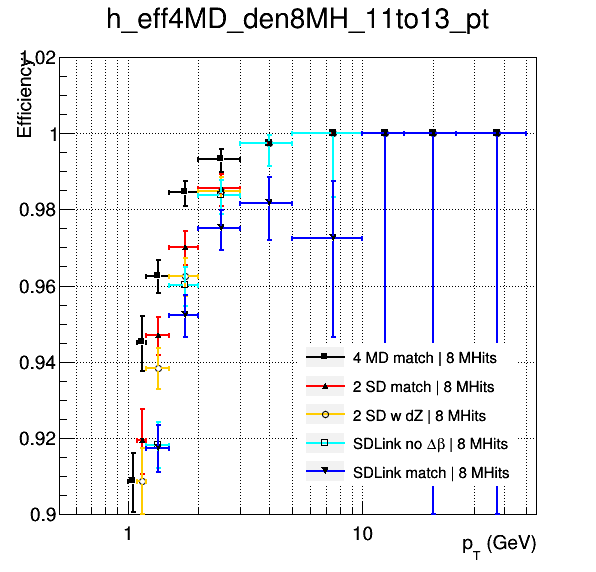 h_eff4MD_den8MH_11to13_pt
Efficiency
1.02
1
0.98
0.96
0.94
0.92
0.9
4 MD match | 8 MHits
2 SD match | 8 MHits
2 SD w dZ | 8 MHits
SDLink no Δβ | 8 MHits
SDLink match | 8 MHits
1
10
p_T (GeV)